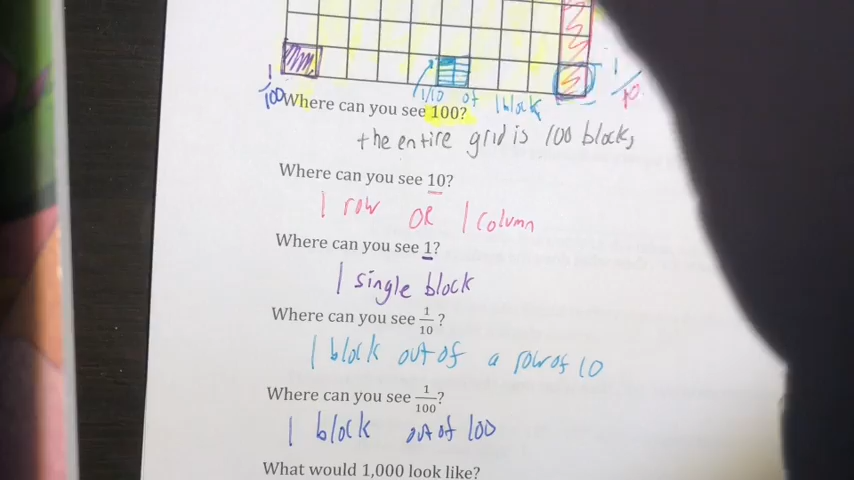 1
/
100
1/10 of 1 block
1
/
10
Where can you see 100?
the entire grid is 100 blocks
Where can you see 10?
1 row OR 1 column
Where can you see 1?
1 single block
Where can you see 1/10?
1 block out of a row of 10
Where can you see 1/100?
1 block out of 100
What would 1,000 look like?